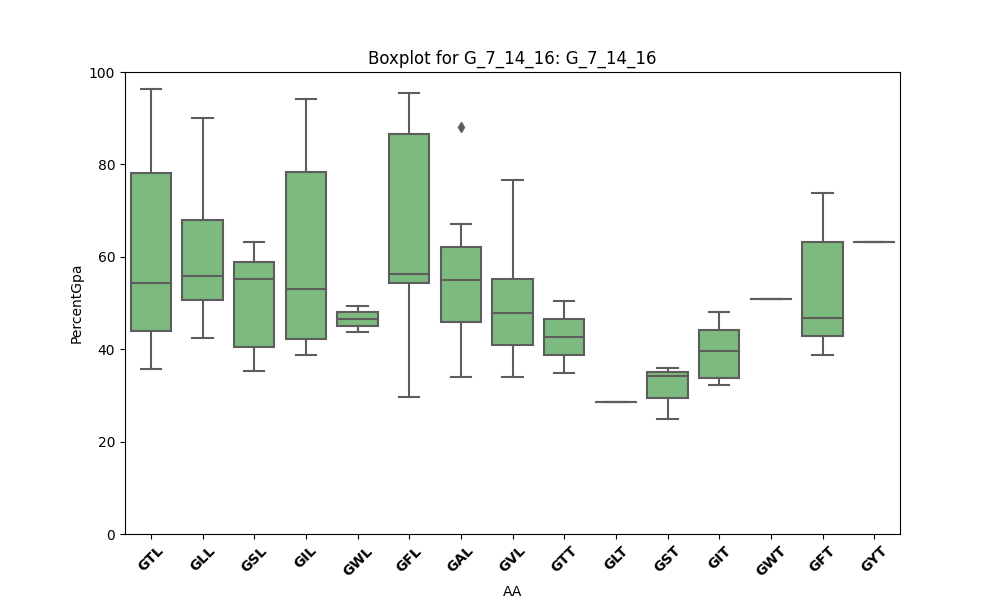 Boxplot for G_7_14_16: G_7_14_16
PercentGpa
100
80
60
40
20
0
GTL GLL GSL GIL GWL GFL GAL GVL GTT GLT GST GIT GWT GFT GYT
AA